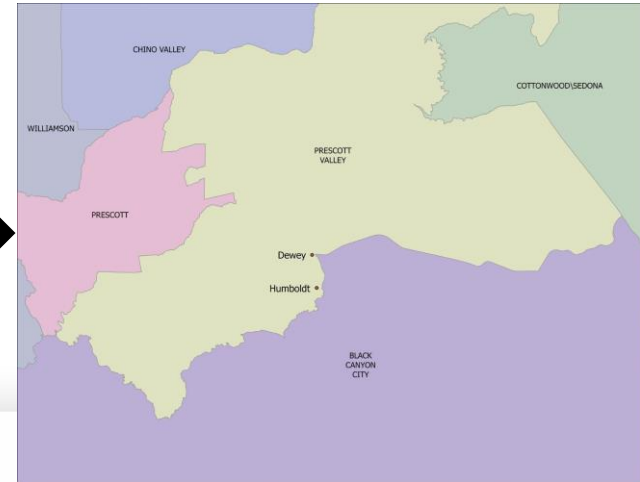 CHINO VALLEY
COTTONWOOD\SEDONA
WILLIAMSON
PRESCOTT
VALLEY
PRESCOTT
Dewey
Humboldt
BLACK
CANYON
CITY